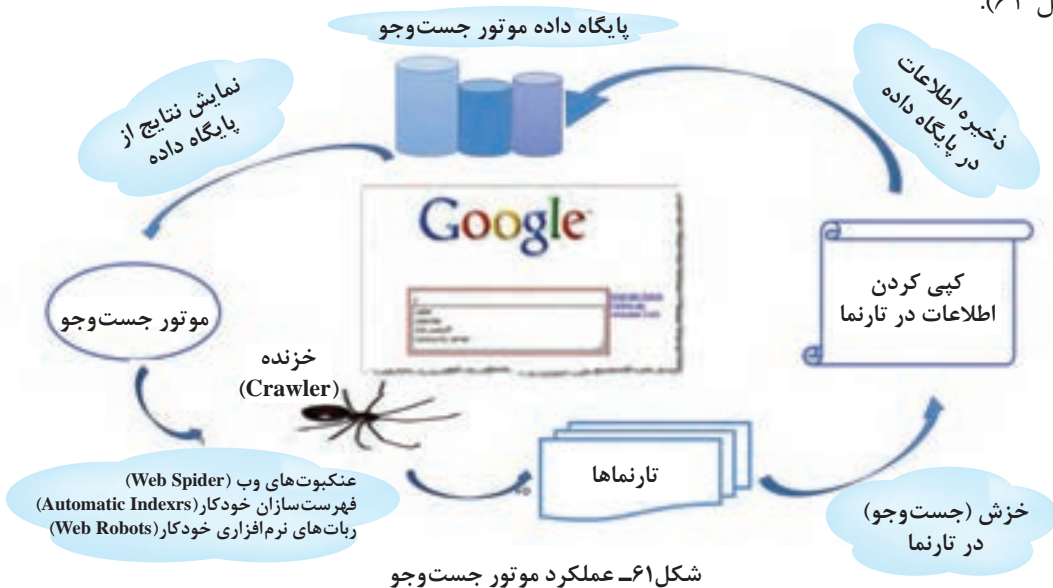 ل ۶۱).
پایگاه داده موتور جست‌وجو
نمایش نتایج از
پایگاه داده
ذخیره اطلاعات
در پایگاه داده
Google
موتور جست‌وجو
کپی کردن
اطلاعات در تارنما
خزنده
(Crawler)
تارنماها
عنکبوت‌های وب (Web Spider)
فهرست‌سازان خودکار (Automatic Indexrs)
ربات‌های نرم‌افزاری خودکار (Web Robots)
خزش (جست‌وجو)
در تارنما
شکل۶۱ــ عملکرد موتور جست‌وجو